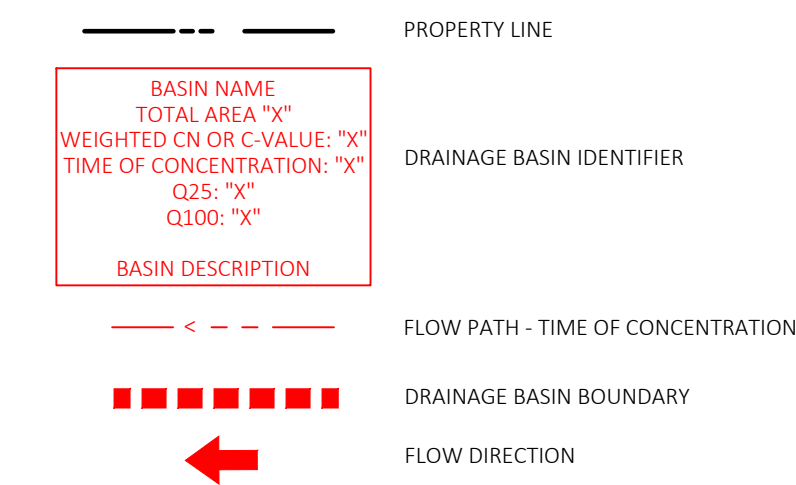 PROPERTY LINE
BASIN NAME
TOTAL AREA "X"
WEIGHTED CN OR C-VALUE: "X"
TIME OF CONCENTRATION: "X"
Q25: "X"
Q100: "X"
BASIN DESCRIPTION
DRAINAGE BASIN IDENTIFIER
<
FLOW PATH - TIME OF CONCENTRATION
DRAINAGE BASIN BOUNDARY
FLOW DIRECTION